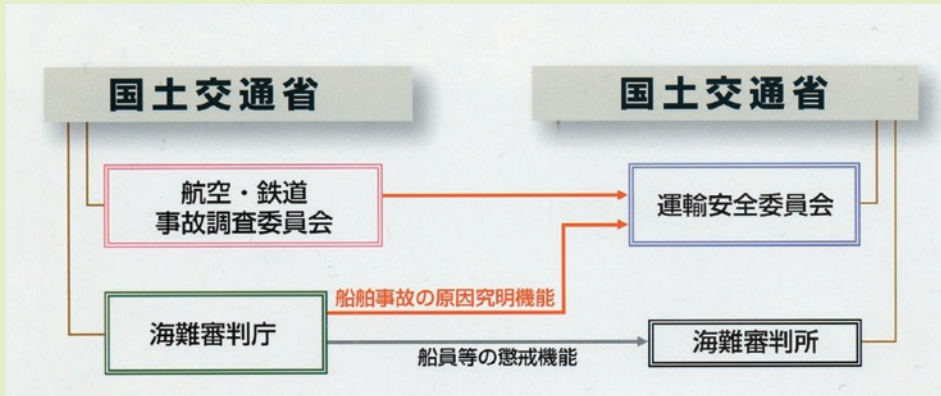 国土交通省
国土交通省
航空・鉄道
事故調査委員会
運輸安全委員会
船舶事故の原因究明機能
海難審判庁
海難審判所
船員等の懲戒機能